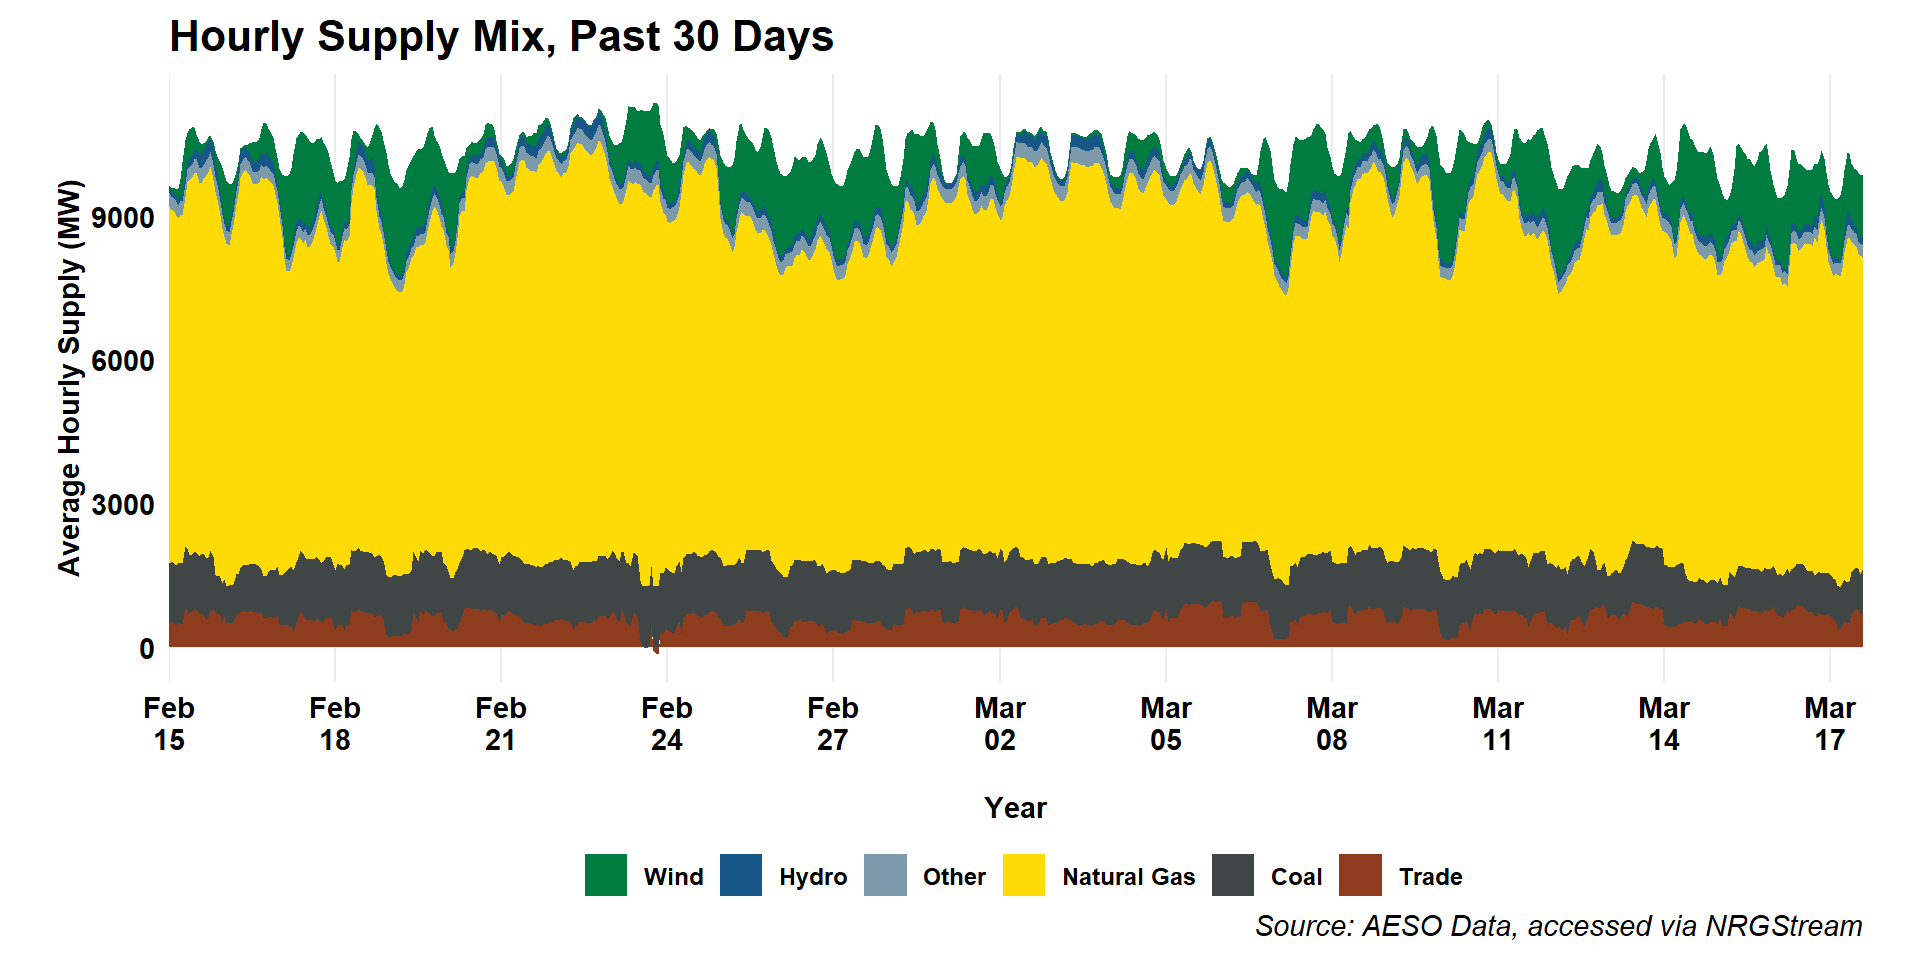 Hourly Supply Mix, Past 30 Days
Average Hourly Supply (MW)
9000
6000
3000
0
Feb Feb Feb Feb Feb Mar Mar Mar Mar Mar Mar
15 18 21 24 27 02 05 08 11 14 17
Year
Wind Hydro Other Natural Gas Coal Trade
Source: AESO Data, accessed via NRGStream